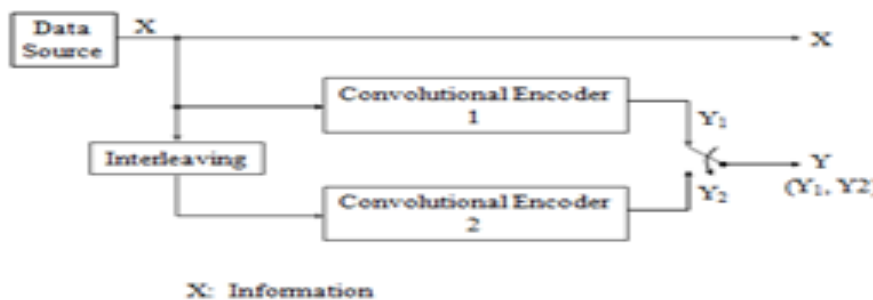 Data
Source
X
X
Convolutional Encoder
1
Y₁
Interleaving
Y
(Y₁, Y2)
Y₂
Convolutional Encoder
2
X: Information